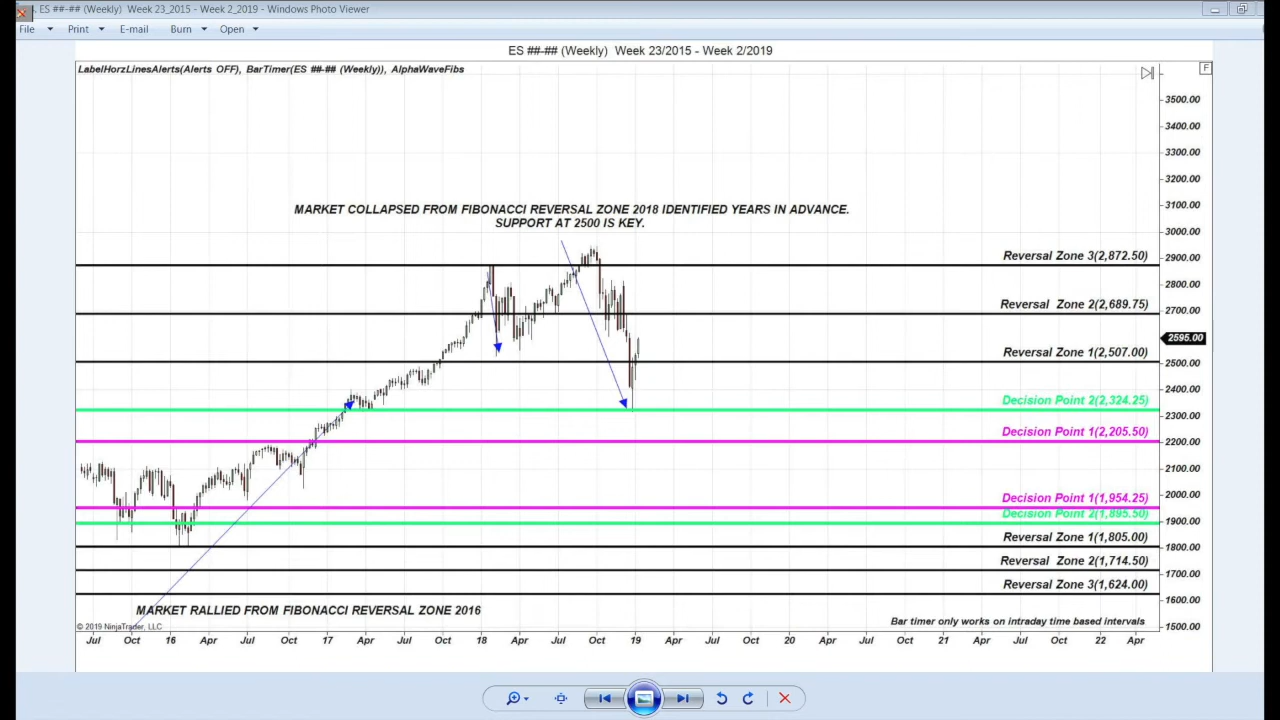 ES ##-## (Weekly)  Week 23_2015 - Week 2_2019 - Windows Photo Viewer
File Print E-mail Burn Open
ES ##-## (Weekly)  Week 23/2015 - Week 2/2019
LabelHorzLinesAlerts(Alerts OFF), BarTimer(ES ##-## (Weekly)), AlphaWaveFibs
F
3500.00
3400.00
3300.00
3200.00
MARKET COLLAPSED FROM FIBONACCI REVERSAL ZONE 2018 IDENTIFIED YEARS IN ADVANCE.
SUPPORT AT 2500 IS KEY.
3100.00
3000.00
Reversal Zone 3(2,872.50)
2900.00
2800.00
Reversal  Zone 2(2,689.75)
2700.00
2595.00
Reversal Zone 1(2,507.00)
2500.00
2400.00
Decision Point 2(2,324.25)
2300.00
Decision Point 1(2,205.50)
2200.00
2100.00
2000.00
Decision Point 1(1,954.25)
Decision Point 2(1,895.50)
1900.00
Reversal Zone 1(1,805.00)
1800.00
Reversal  Zone 2(1,714.50)
1700.00
Reversal Zone 3(1,624.00)
1600.00
MARKET RALLIED FROM FIBONACCI REVERSAL ZONE 2016
© 2019 NinjaTrader, LLC
Bar timer only works on intraday time based intervals
1500.00
Jul Oct 16 Apr Jul Oct 17 Apr Jul Oct 18 Apr Jul Oct 19 Apr Jul Oct 20 Apr Jul Oct 21 Apr Jul Oct 22 Apr